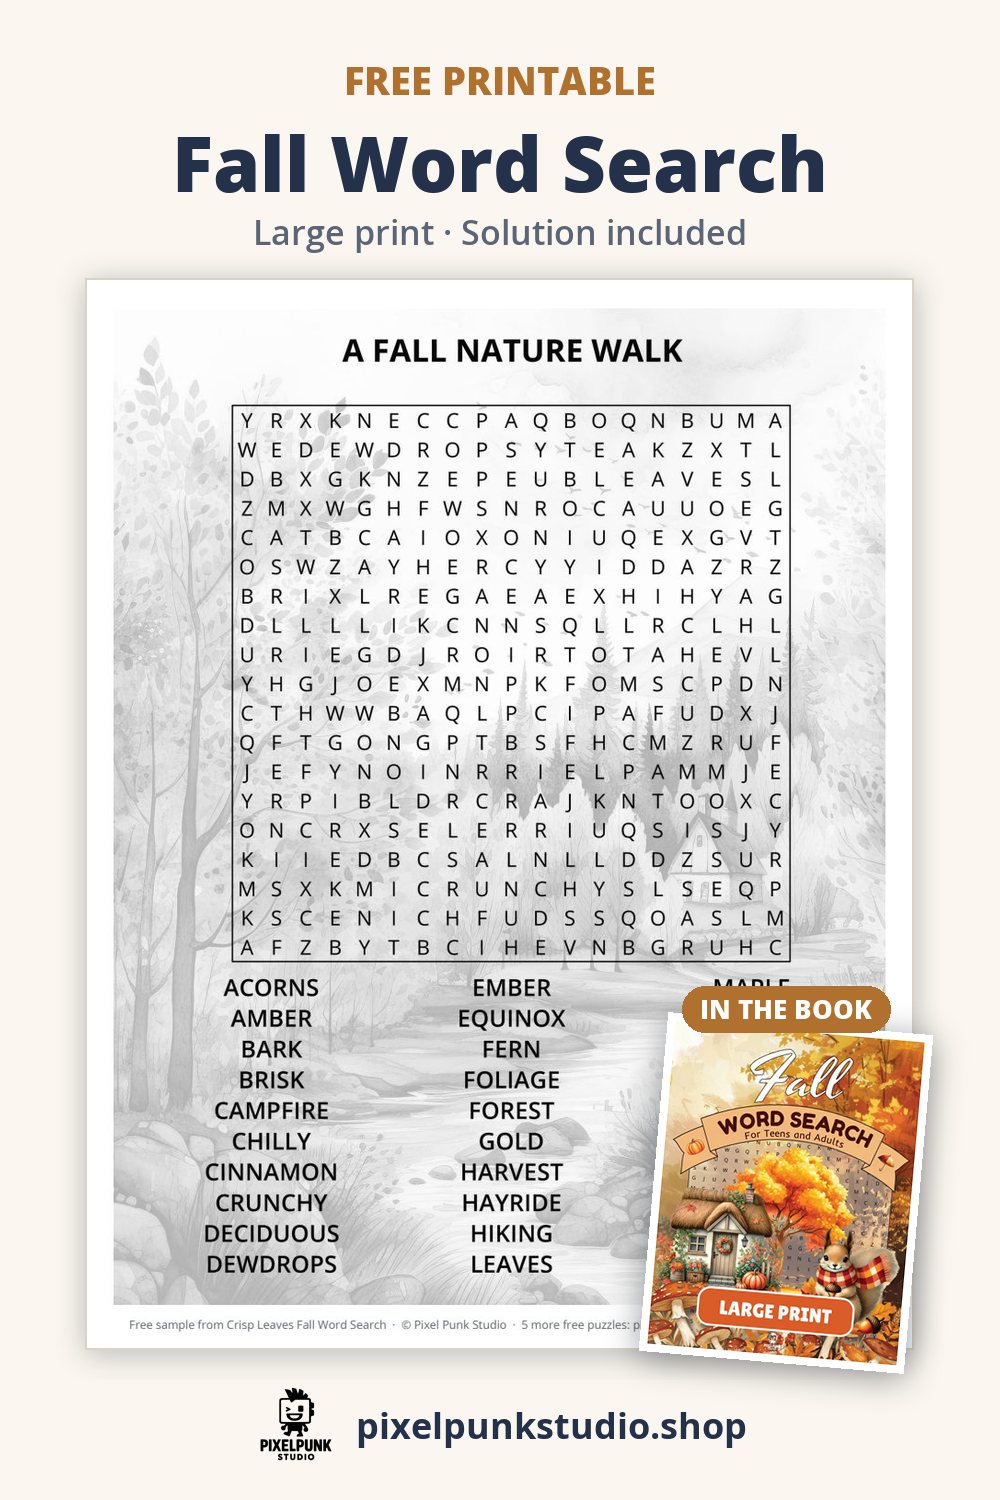 FREE PRINTABLE
Fall Word Search
Large print · Solution included
A FALL NATURE WALK
Y R X K N E C C P A Q B O Q N B U M A
W E D E W D R O P S Y T E A K Z X T L
D B X G K N Z E P E U B L E A V E S L
Z M X W G H F W S N R O C A U U O E G
C A T B C A I O X O N I U Q E X G V T
O S W Z A Y H E R C Y Y I D D A Z R Z
B R I X L R E G A E A E X H I H Y A G
D L L L L I K C N N S Q L L R C L H L
U R I E G D J R O I R T O T A H E V L
Y H G J O E X M N P K F O M S C P D N
C T H W W B A Q L P C I P A F U D X J
Q F T G O N G P T B S F H C M Z R U F
J E F Y N O I N R R I E L P A M M J E
Y R P I B L D R C R A J K N T O O X C
O N C R X S E L E R R I U Q S I S J Y
K I I E D B C S A L N L L D D Z S U R
M S X K M I C R U N C H Y S L S E Q P
K S C E N I C H F U D S S Q O A S L M
A F Z B Y T B C I H E V N B G R U H C
ACORNS EMBER MAPLE
AMBER EQUINOX
BARK FERN
BRISK FOLIAGE
CAMPFIRE FOREST
CHILLY GOLD
CINNAMON HARVEST
CRUNCHY HAYRIDE
DECIDUOUS HIKING
DEWDROPS LEAVES
IN THE BOOK
Fall
WORD SEARCH
For Teens and Adults
LARGE PRINT
Free sample from Crisp Leaves Fall Word Search · © Pixel Punk Studio · 5 more free puzzles:
PIXELPUNK
STUDIO
pixelpunkstudio.shop